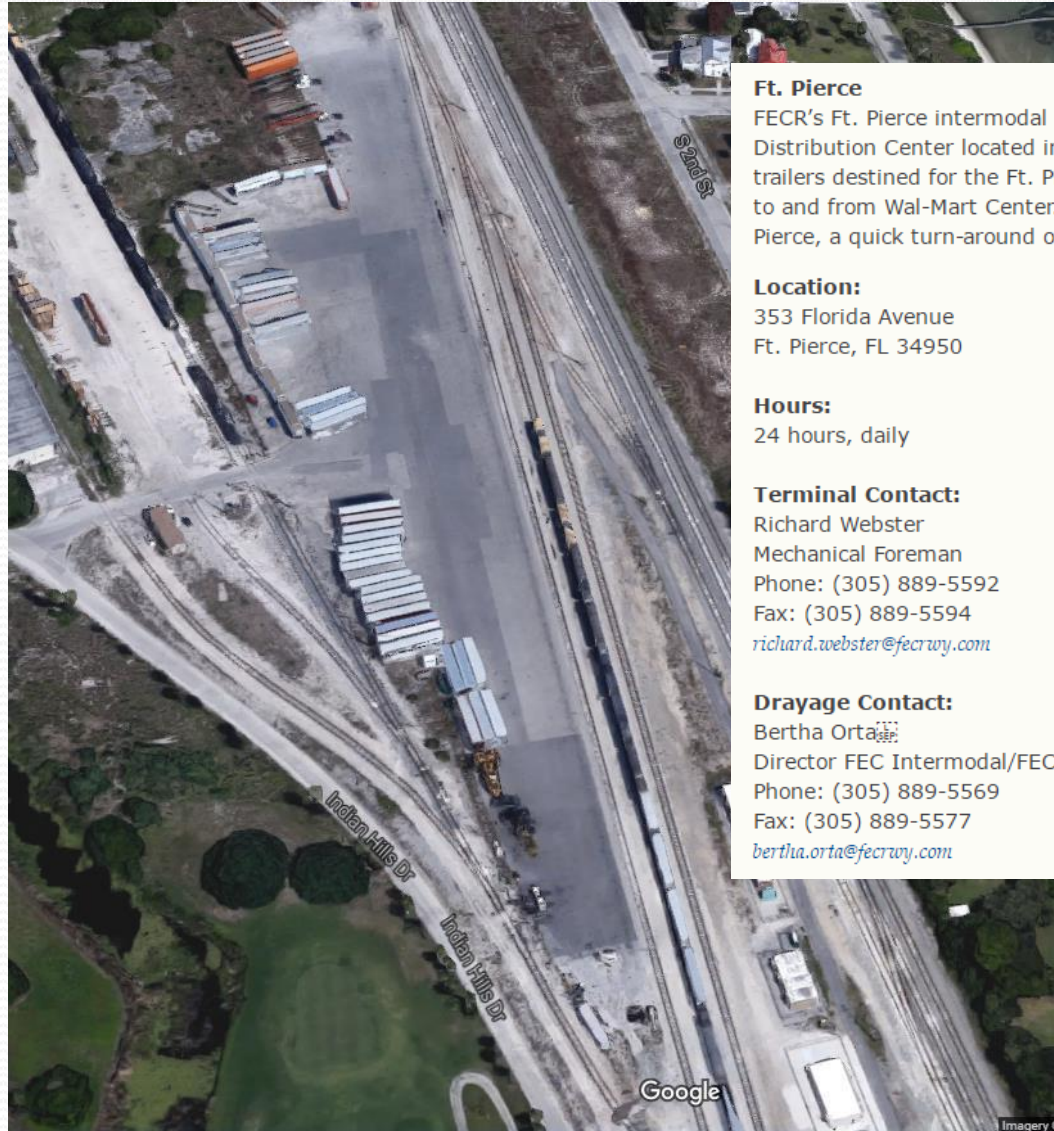 S 2nd St
Ft. Pierce
FECR's Ft. Pierce intermodal
Distribution Center located i
trailers destined for the Ft. P
to and from Wal-Mart Center
Pierce, a quick turn-around o
Location:
353 Florida Avenue
Ft. Pierce, FL 34950
Hours:
24 hours, daily
Terminal Contact:
Richard Webster
Mechanical Foreman
Phone: (305) 889-5592
Fax: (305) 889-5594
richard.webster@fecrwy.com
Drayage Contact:
Bertha Orta
Director FEC Intermodal/FEC
Phone: (305) 889-5569
Fax: (305) 889-5577
bertha.orta@fecrwy.com
Indian Hills Dr
Indian Hills Dr
Google
Imagery